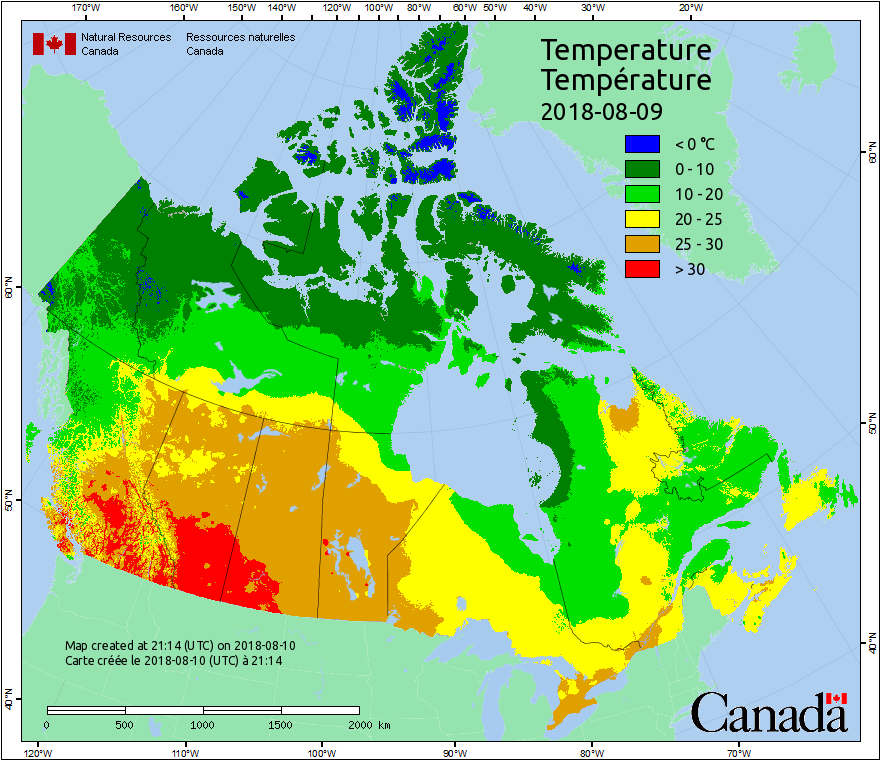 170°W 160°W 150°W 140°W 130°W 120°W 110°W 100°W 90°W 80°W 70°W 60°W 50°W 40°W 30°W 20°W
Natural Resources Canada
Ressources naturelles Canada
Temperature
Température
2018-08-09
< 0 °C
0 - 10
10 - 20
20 - 25
25 - 30
> 30
60°N
60°N
50°N
50°N
40°N
40°N
Map created at 21:14 (UTC) on 2018-08-10
Carte créée le 2018-08-10 (UTC) à 21:14
0 500 1000 1500 2000 km
Canada
120°W 110°W 100°W 90°W 80°W 70°W